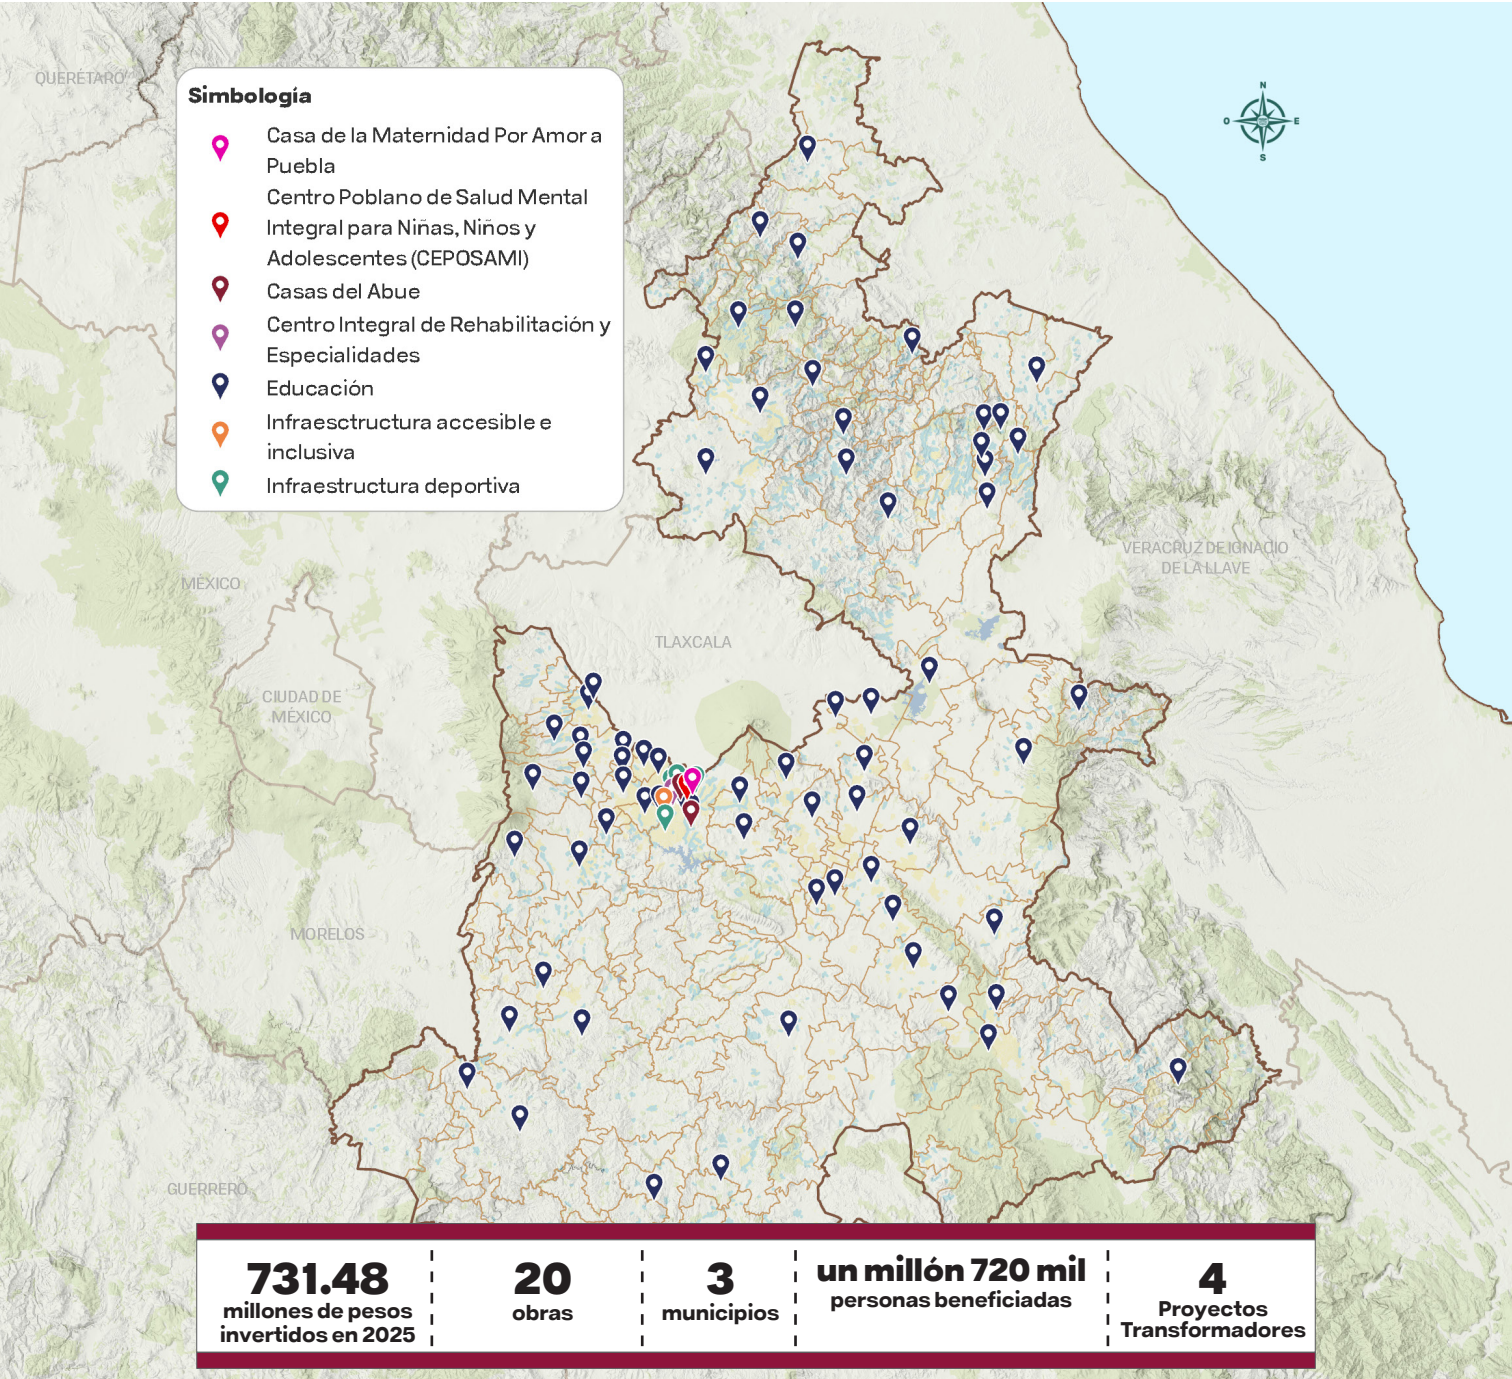 QUERÉTARO
Simbología
Casa de la Maternidad Por Amor a
Puebla
Centro Poblano de Salud Mental
Integral para Niñas, Niños y
Adolescentes (CEPOSAMI)
Casas del Abue
Centro Integral de Rehabilitación y
Especialidades
Educación
Infraesctructura accesible e
inclusiva
Infraestructura deportiva
N
O
E
S
VERACRUZ DE IGNACIO
DE LA LLAVE
MÉXICO
TLAXCALA
CIUDAD DE
MÉXICO
MORELOS
GUERRERO
731.48
millones de pesos
invertidos en 2025
20
obras
3
municipios
un millón 720 mil
personas beneficiadas
4
Proyectos
Transformadores